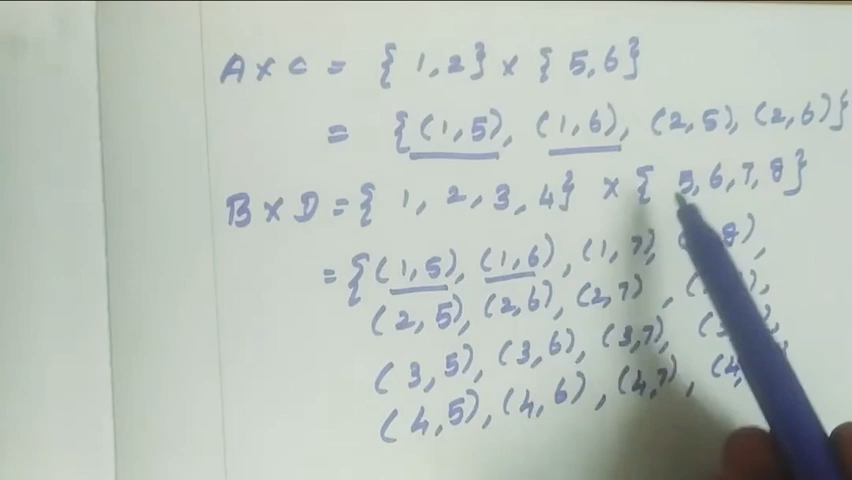 A × C = { 1, 2 } × { 5, 6 }
= { (1, 5), (1, 6), (2, 5), (2, 6) }
B × D = { 1, 2, 3, 4 } × { 5, 6, 7, 8 }
= { (1, 5), (1, 6), (1, 7), 8),
(2, 5), (2, 6), (2, 7), (
(3, 5), (3, 6), (3, 7), (
(4, 5), (4, 6), (4, 7), (4,